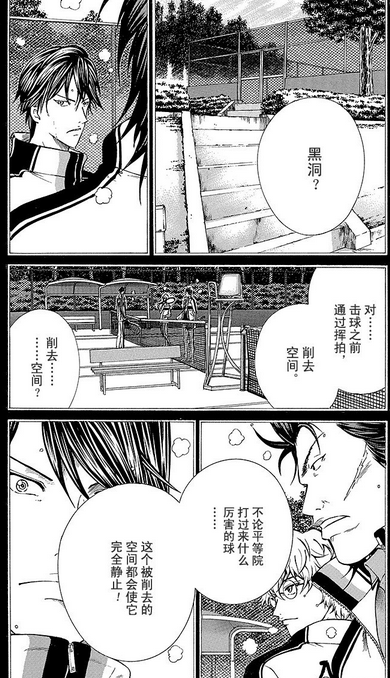 黑洞？
对……
击球之前
通过挥拍，
削去
空间。
削去……
……空间？
不论平等院
打过来什么
厉害的球
……
这个被削去的
空间都会使它
完全静止！